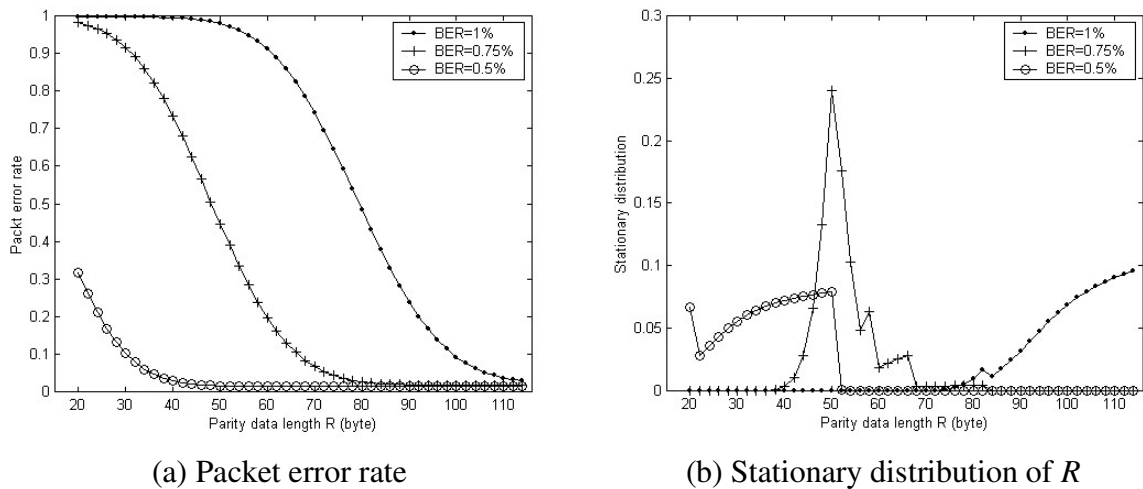 1
0.9
0.8
0.7
0.6
0.5
0.4
0.3
0.2
0.1
0
Packt error rate
20 30 40 50 60 70 80 90 100 110
Parity data length R (byte)
BER=1%
BER=0.75%
BER=0.5%
(a) Packet error rate
0.3
0.25
0.2
0.15
0.1
0.05
0
Stationary distribution
20 30 40 50 60 70 80 90 100 110
Parity data length R (byte)
BER=1%
BER=0.75%
BER=0.5%
(b) Stationary distribution of R